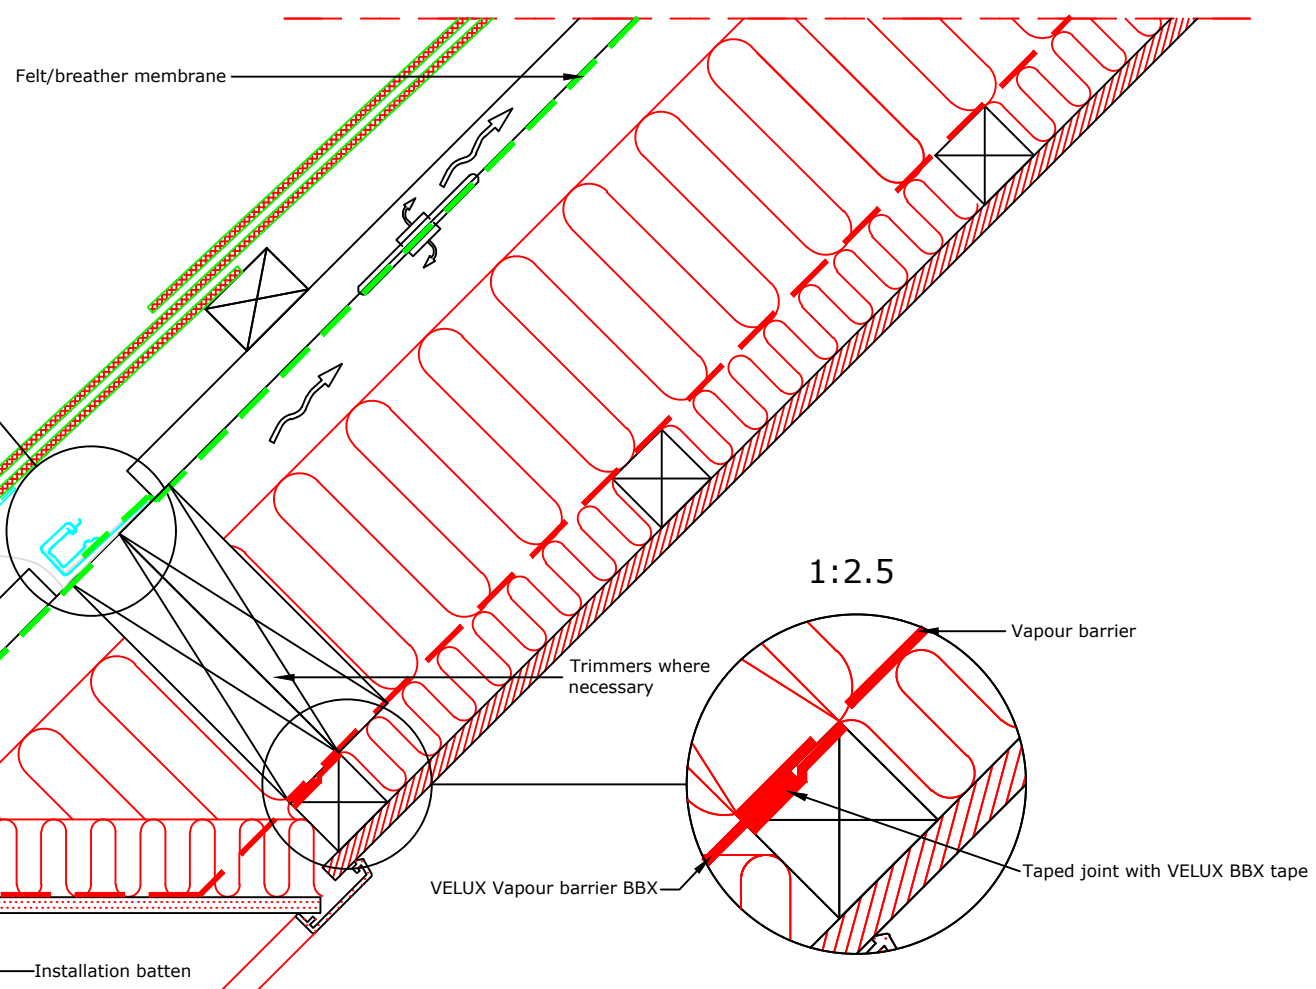 Felt/breather membrane
1:2.5
Vapour barrier
Trimmers where
necessary
Taped joint with VELUX BBX tape
VELUX Vapour barrier BBX
Installation batten